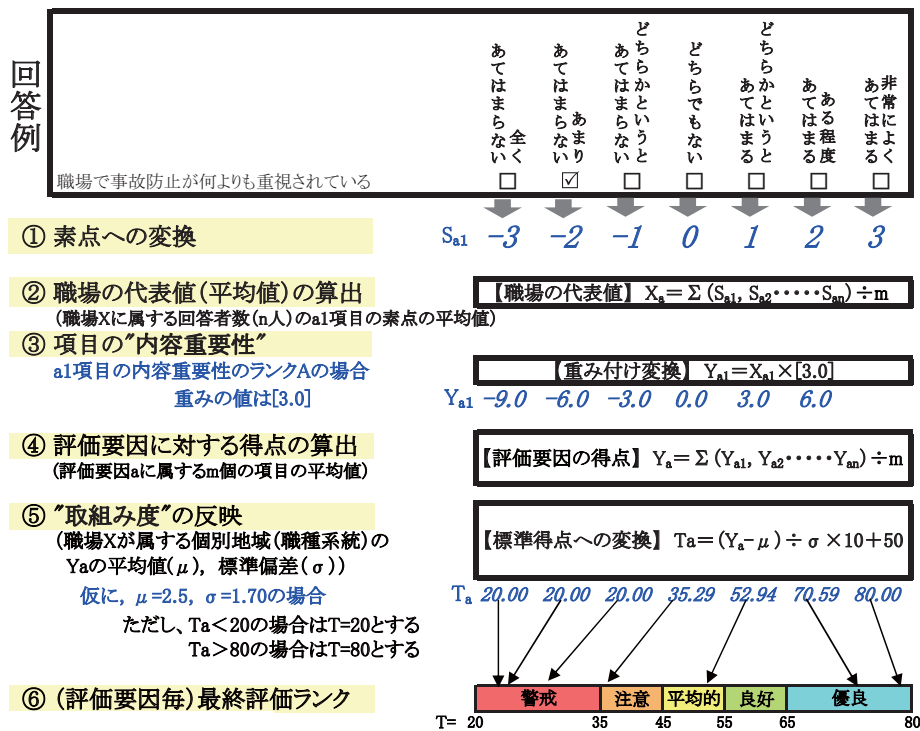 回答例
全く
あてはまらない
あまり
あてはまらない
どちらかというと
あてはまらない
どちらでもない
どちらかというと
あてはまる
ある程度
あてはまる
非常によく
あてはまる
職場で事故防止が何よりも重視されている
① 素点への変換
Sa1 -3 -2 -1 0 1 2 3
② 職場の代表値(平均値)の算出
【職場の代表値】 Xa=Σ(Sa1, Sa2・・・・・San)÷m
(職場Xに属する回答者数(n人)のa1項目の素点の平均値)
③ 項目の"内容重要性"
a1項目の内容重要性のランクAの場合
重みの値は[3.0]
【重み付け変換】 Ya1=Xa1×[3.0]
Ya1 -9.0 -6.0 -3.0 0.0 3.0 6.0
④ 評価要因に対する得点の算出
(評価要因aに属するm個の項目の平均値)
【評価要因の得点】 Ya=Σ(Ya1, Ya2・・・・・Yan)÷m
⑤ "取組み度"の反映
(職場Xが属する個別地域(職種系統)の
Yaの平均値(μ), 標準偏差(σ))
【標準得点への変換】 Ta=(Ya-μ)÷σ×10+50
仮に, μ=2.5, σ=1.70の場合
Ta 20.00 20.00 20.00 35.29 52.94 70.59 80.00
ただし、Ta<20の場合はT=20とする
Ta>80の場合はT=80とする
⑥ (評価要因毎)最終評価ランク
警戒 注意 平均的 良好 優良
T= 20 35 45 55 65 80